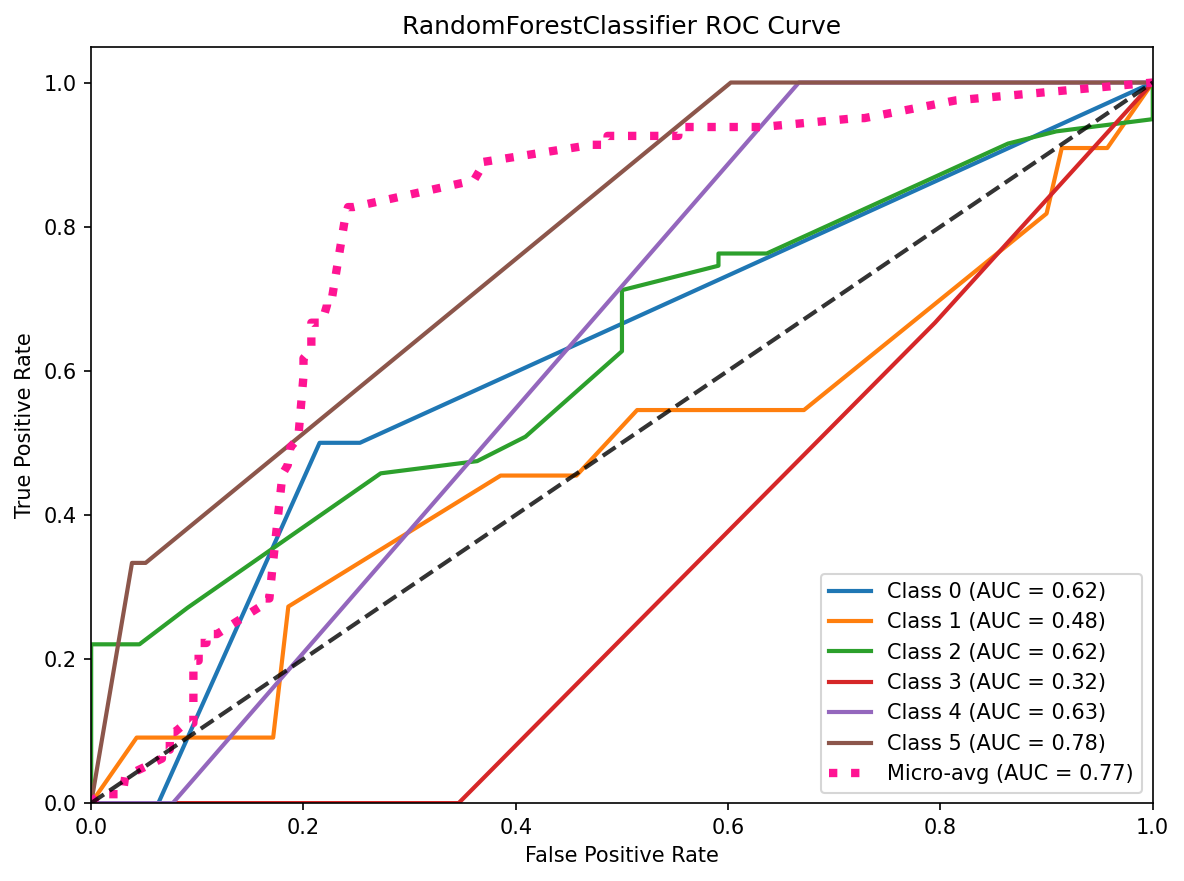 RandomForestClassifier ROC Curve
True Positive Rate
1.0
0.8
0.6
0.4
0.2
0.0
Class 0 (AUC = 0.62)
Class 1 (AUC = 0.48)
Class 2 (AUC = 0.62)
Class 3 (AUC = 0.32)
Class 4 (AUC = 0.63)
Class 5 (AUC = 0.78)
Micro-avg (AUC = 0.77)
0.0 0.2 0.4 0.6 0.8 1.0
False Positive Rate